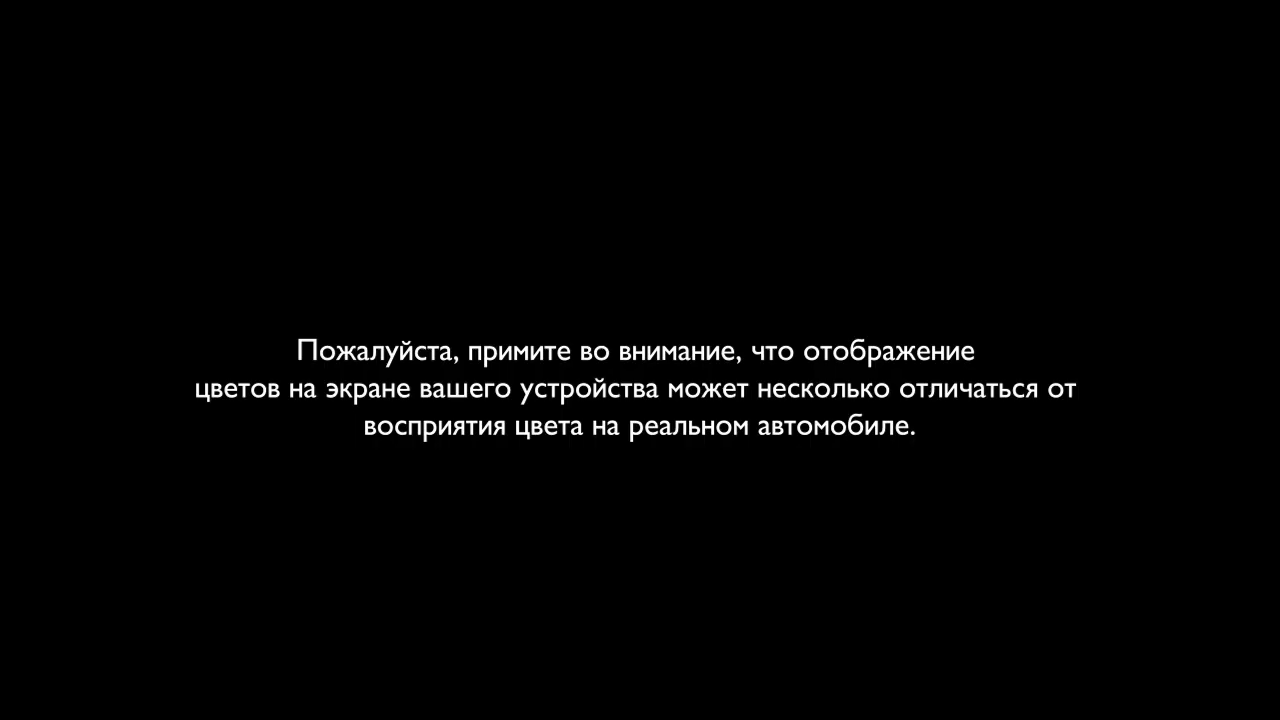 Пожалуйста, примите во внимание, что отображение
цветов на экране вашего устройства может несколько отличаться от
восприятия цвета на реальном автомобиле.